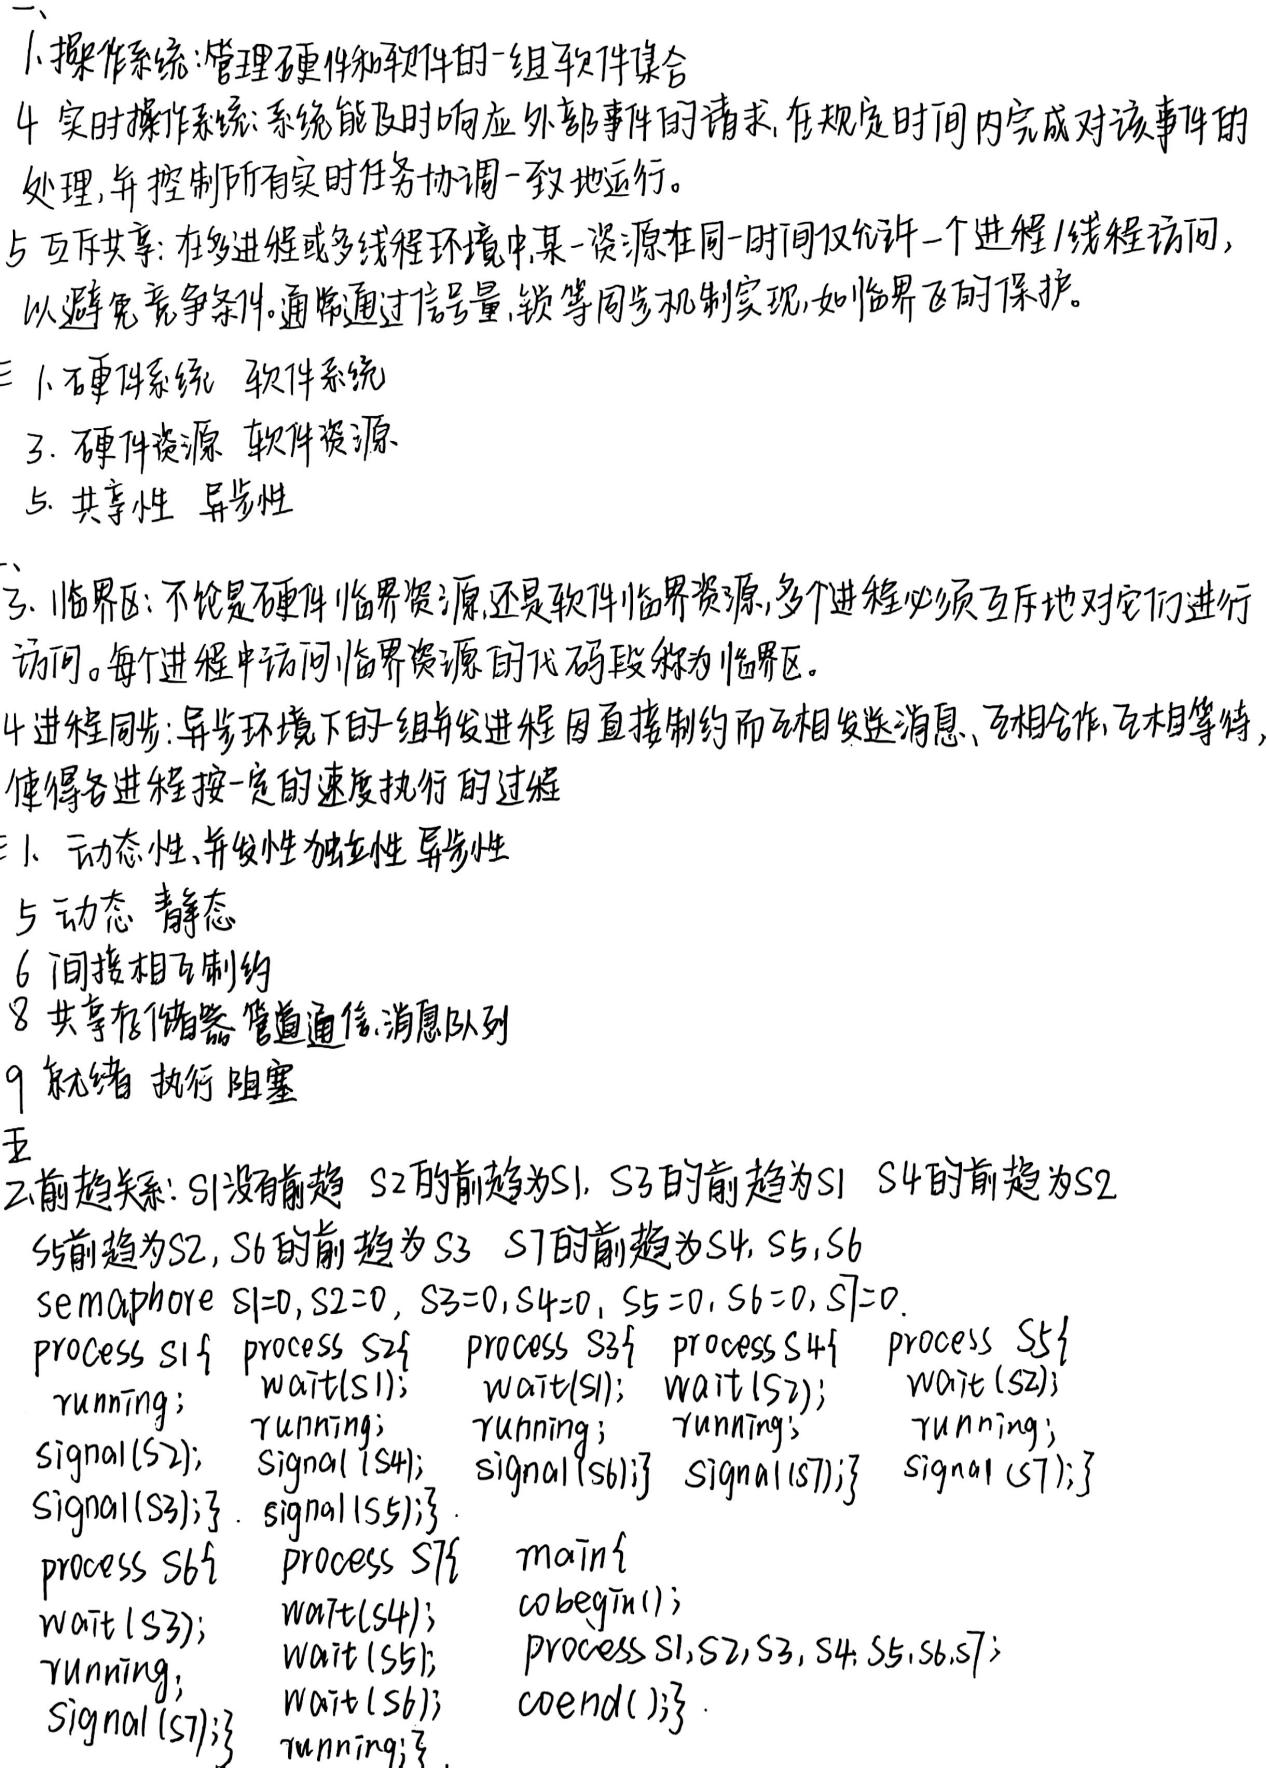 一、
1、操作系统:管理硬件和软件的一组软件集合
4 实时操作系统:系统能及时响应外部事件的请求,在规定时间内完成对该事件的
处理,并控制所有实时任务协调一致地运行。
5 互斥共享:在多进程或多线程环境中,某一资源在同一时间仅允许一个进程/线程访问,
以避免竞争条件。通常通过信号量,锁等同步机制实现,如临界区的保护。
三 1、硬件系统 软件系统
3. 硬件资源 软件资源
5. 共享性 异步性
一、
3、临界区:不论是硬件临界资源,还是软件临界资源,多个进程必须互斥地对它们进行
访问。每个进程中访问临界资源的代码段称为临界区。
4 进程同步:异步环境下的一组并发进程因直接制约而互相发送消息、互相合作、互相等待,
使得各进程按一定的速度执行的过程
三 1、动态性、并发性 独立性 异步性
5 动态 静态
6 间接相互制约
8 共享存储器 管道通信、消息队列
9 就绪 执行 阻塞
五
2、前趋关系:S1没有前趋 S2的前趋为S1, S3的前趋为S1 S4的前趋为S2
S5前趋为S2, S6的前趋为S3 S7的前趋为S4, S5, S6
semaphore S1=0, S2=0, S3=0, S4=0, S5=0, S6=0, S7=0.
process S1{ process S2{ process S3{ process S4{ process S5{
running; wait(S1); wait(S1); wait(S2); wait(S2);
signal(S2); running; running; running; running;
signal(S3);}. signal(S4); signal(S6);} signal(S7);} signal(S7);}
signal(S5);}.
process S6{ process S7{ main{
wait(S3); wait(S4); cobegin();
running; wait(S5); process S1,S2,S3,S4,S5,S6,S7;
signal(S7);} wait(S6); coend();}.
running;}.